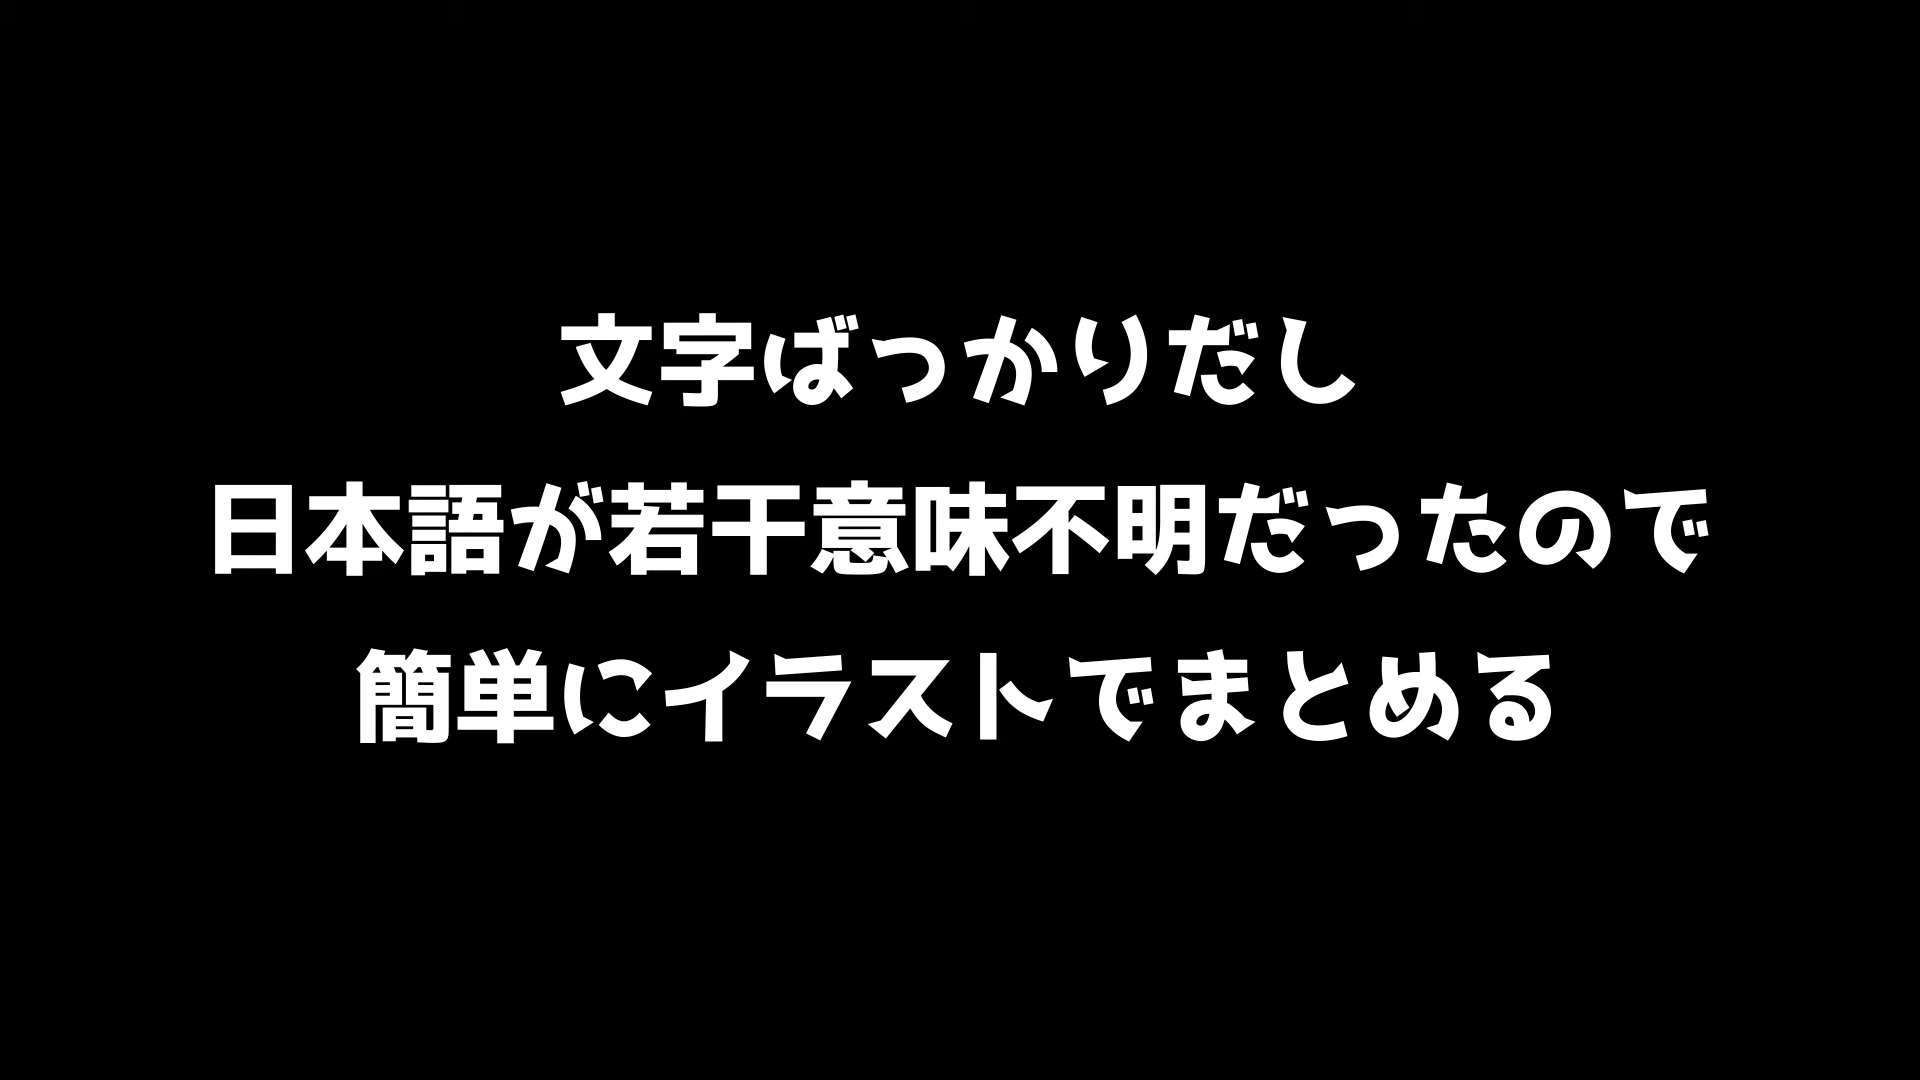 文字ばっかりだし
日本語が若干意味不明だったので
簡単にイラストでまとめる